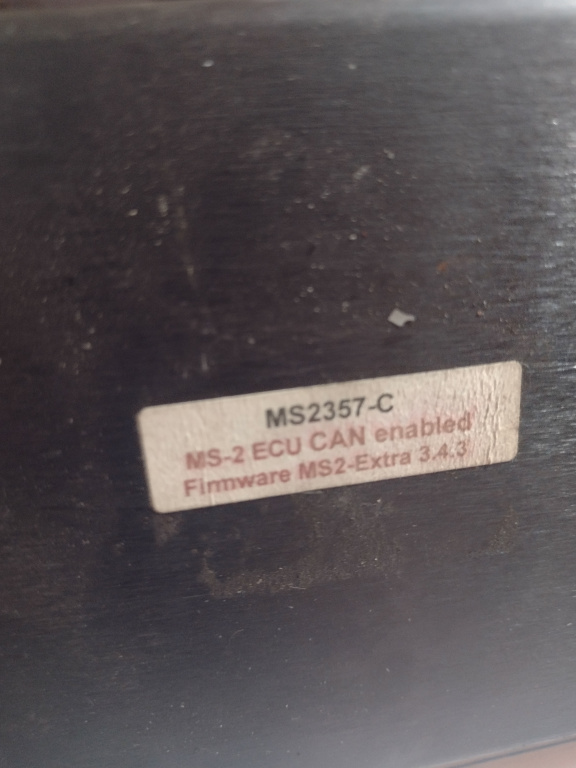 MS2357-C
MS-2 ECU CAN enabled
Firmware MS2-Extra 3.4.3